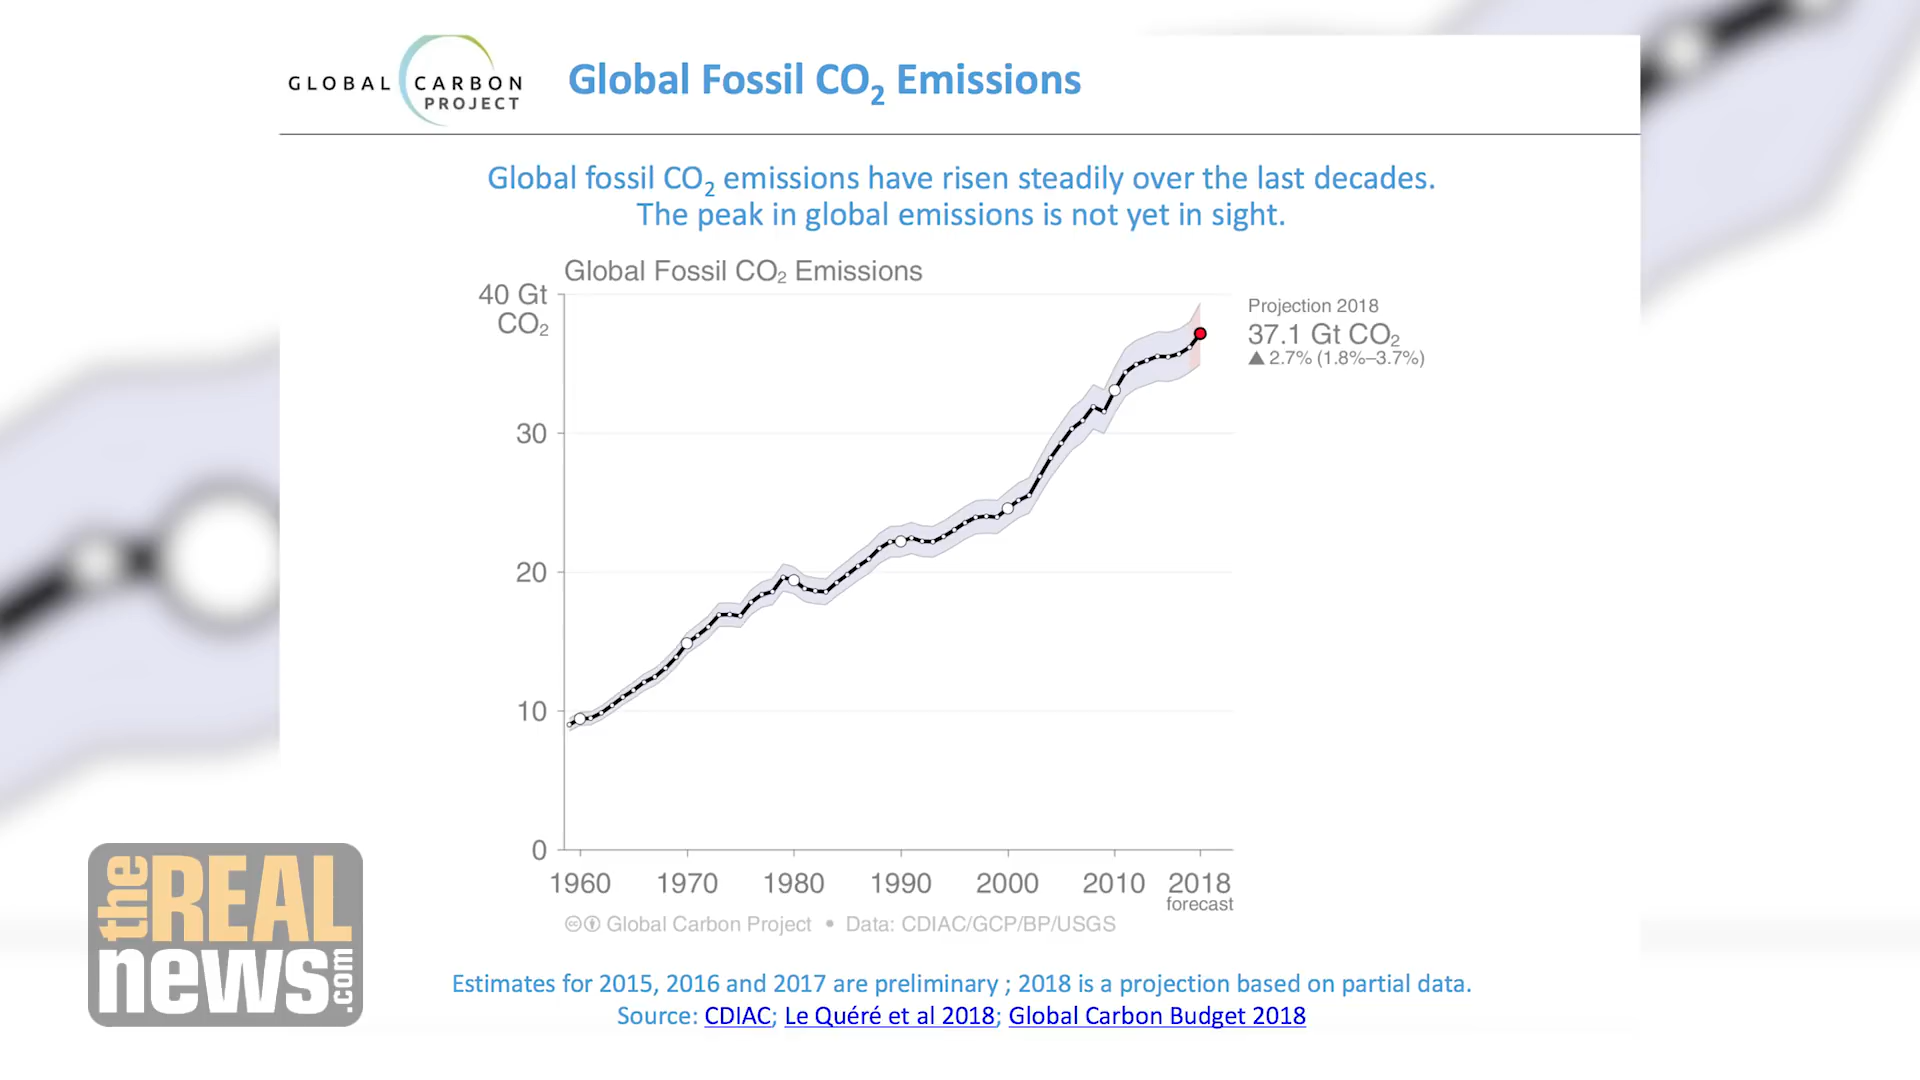 GLOBAL CARBON
PROJECT
Global Fossil CO₂ Emissions
Global fossil CO₂ emissions have risen steadily over the last decades.
The peak in global emissions is not yet in sight.
Global Fossil CO₂ Emissions
40 Gt
CO₂
30
20
10
0
Projection 2018
37.1 Gt CO₂
▲ 2.7% (1.8%–3.7%)
1960 1970 1980 1990 2000 2010 2018
forecast
Global Carbon Project • Data: CDIAC/GCP/BP/USGS
Estimates for 2015, 2016 and 2017 are preliminary ; 2018 is a projection based on partial data.
Source: CDIAC; Le Quéré et al 2018; Global Carbon Budget 2018
the REAL
news.com